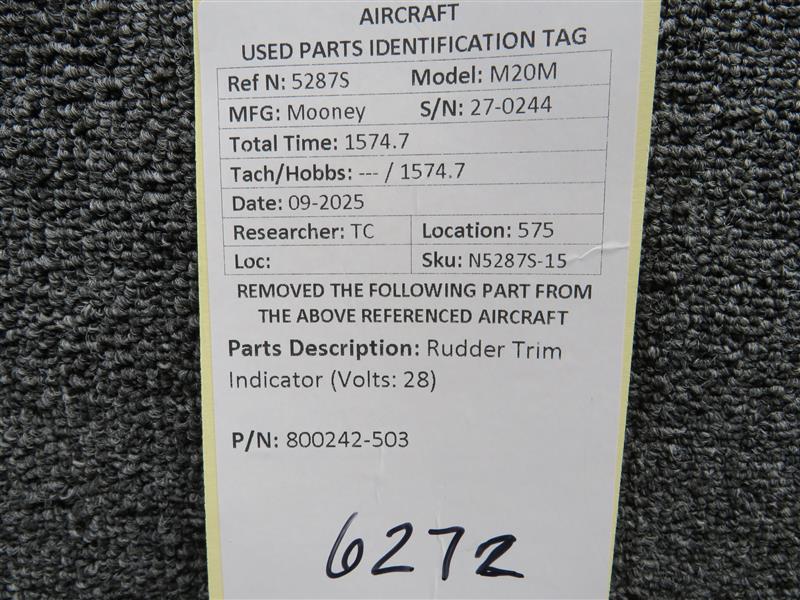 AIRCRAFT
USED PARTS IDENTIFICATION TAG
Ref N: 5287S Model: M20M
MFG: Mooney S/N: 27-0244
Total Time: 1574.7
Tach/Hobbs: --- / 1574.7
Date: 09-2025
Researcher: TC Location: 575
Loc: Sku: N5287S-15
REMOVED THE FOLLOWING PART FROM
THE ABOVE REFERENCED AIRCRAFT
Parts Description: Rudder Trim
Indicator (Volts: 28)
P/N: 800242-503
6272